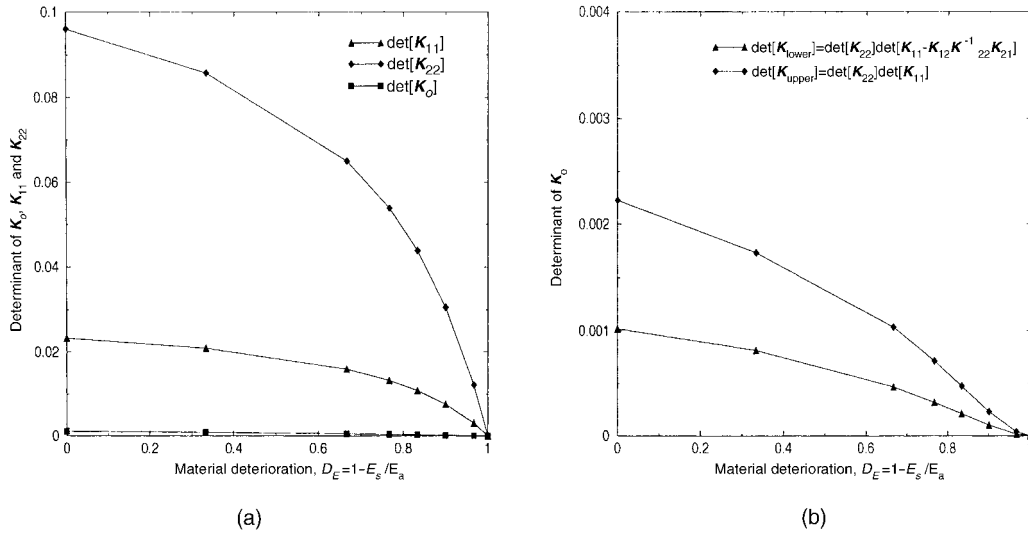 0.1
0.08
0.06
0.04
0.02
0
Determinant of K_o, K_11 and K_22
det[K_11]
det[K_22]
det[K_o]
0 0.2 0.4 0.6 0.8 1
Material deterioration, D_E=1-E_s/E_a
(a)
0.004
0.003
0.002
0.001
0
Determinant of K_o
det[K_lower]=det[K_22]det[K_11-K_12K^-1_22K_21]
det[K_upper]=det[K_22]det[K_11]
0 0.2 0.4 0.6 0.8 1
Material deterioration, D_E=1-E_s/E_a
(b)